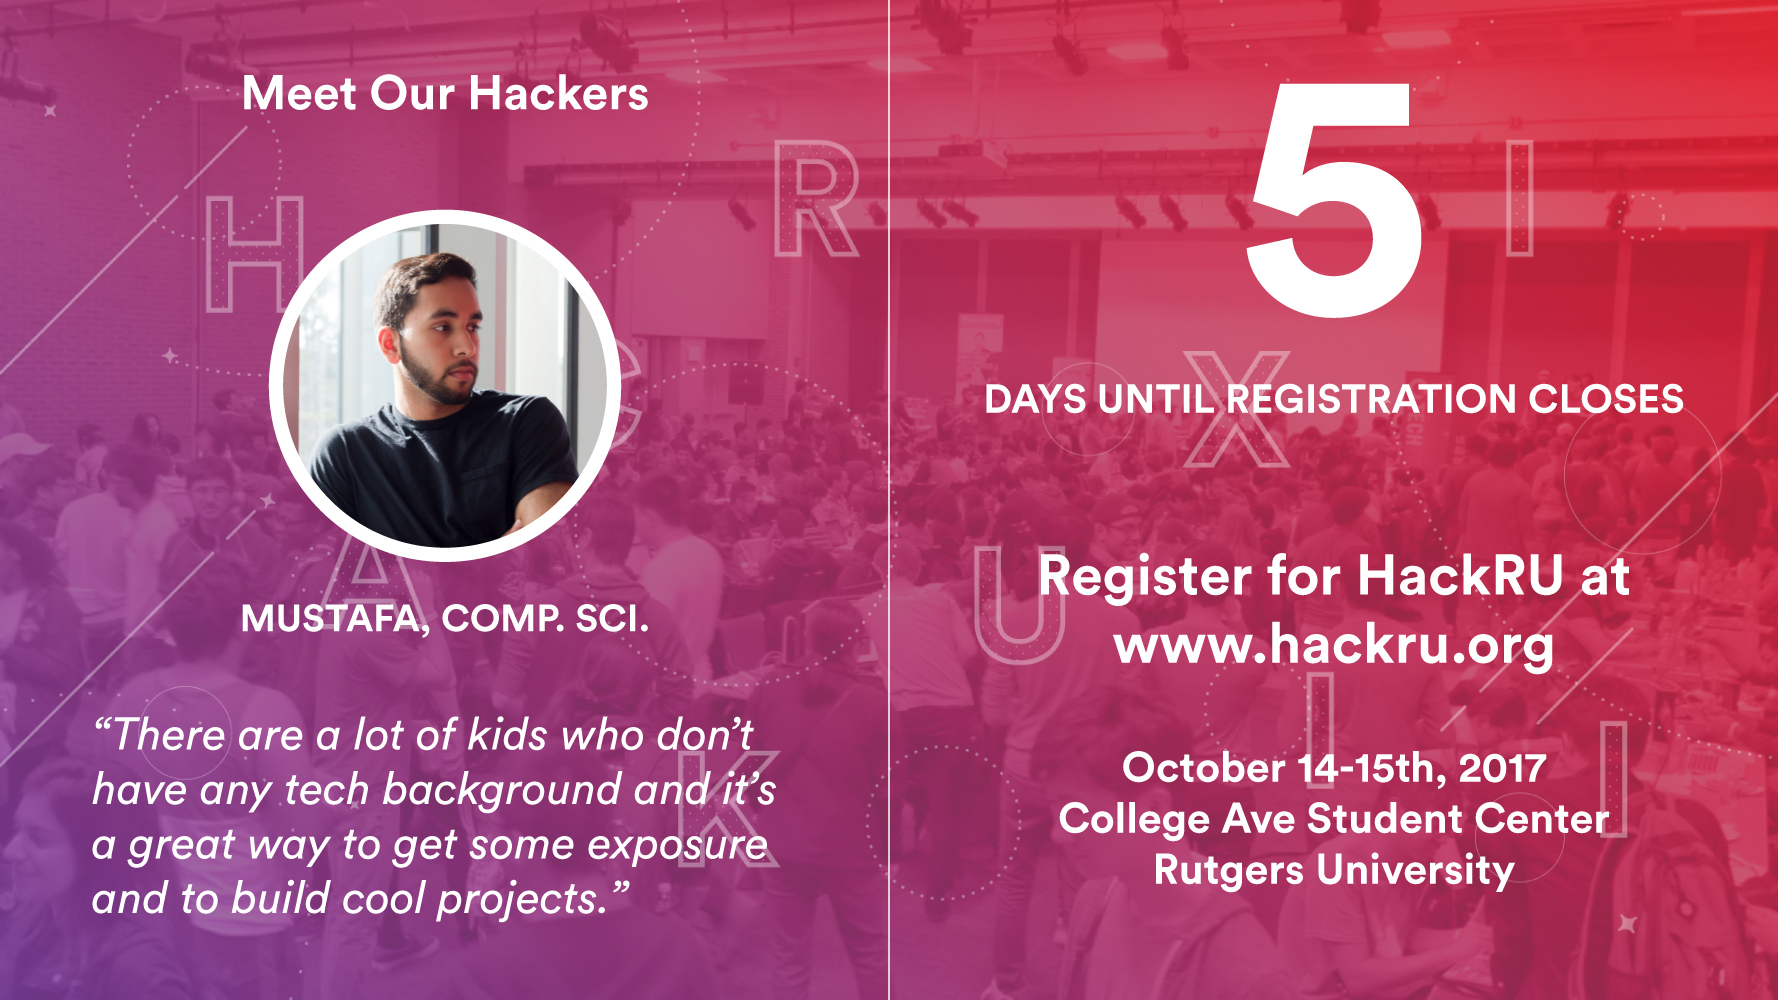 Meet Our Hackers
MUSTAFA, COMP. SCI.
“There are a lot of kids who don’t
have any tech background and it’s
a great way to get some exposure
and to build cool projects.”
5
DAYS UNTIL REGISTRATION CLOSES
Register for HackRU at
www.hackru.org
October 14-15th, 2017
College Ave Student Center
Rutgers University
H
A
C
K
R
U
X
I
I
I